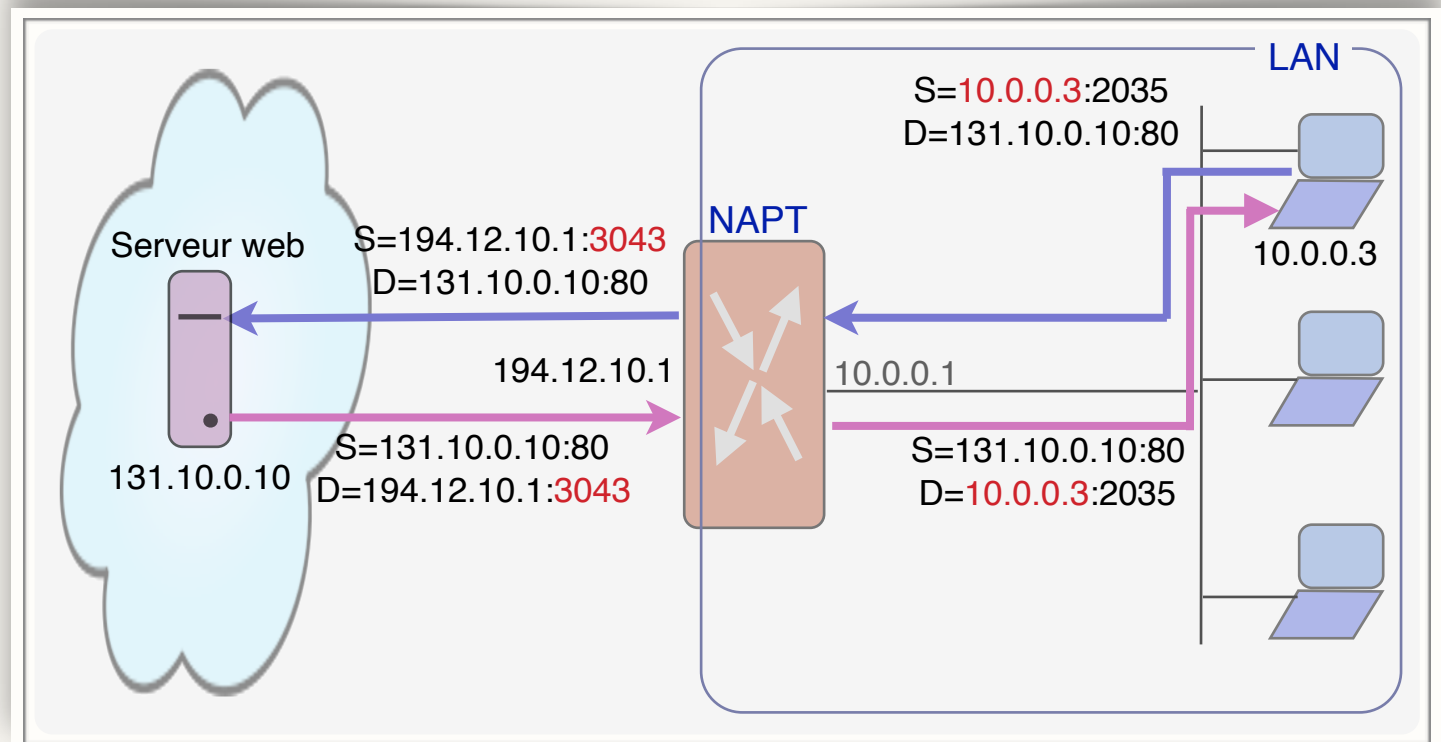 LAN
S=10.0.0.3:2035
D=131.10.0.10:80
NAPT
Serveur web
S=194.12.10.1:3043
D=131.10.0.10:80
10.0.0.3
194.12.10.1
10.0.0.1
131.10.0.10
S=131.10.0.10:80
D=194.12.10.1:3043
S=131.10.0.10:80
D=10.0.0.3:2035